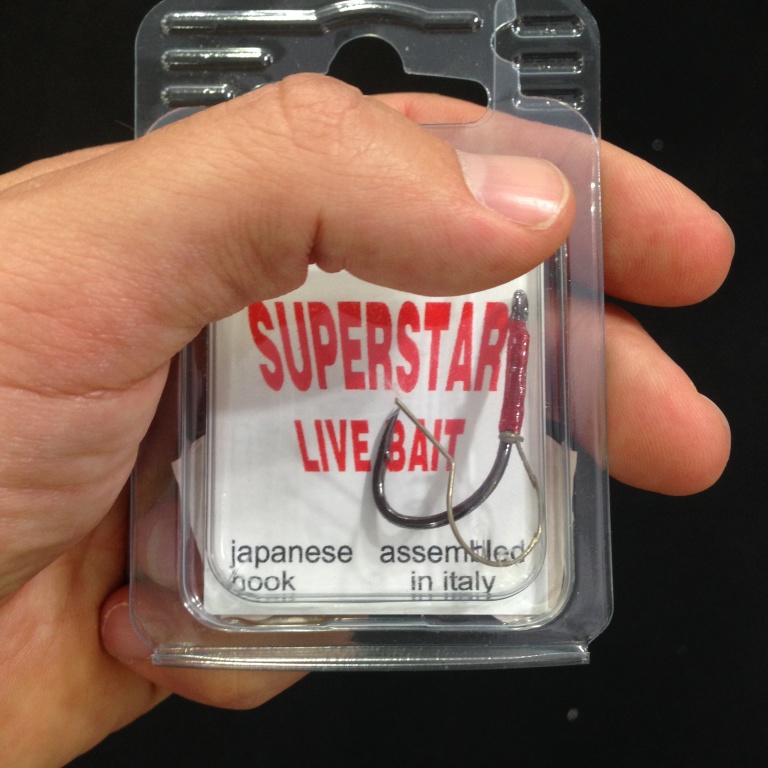 SUPERSTAR
LIVE BAIT
japanese assembled
hook in italy